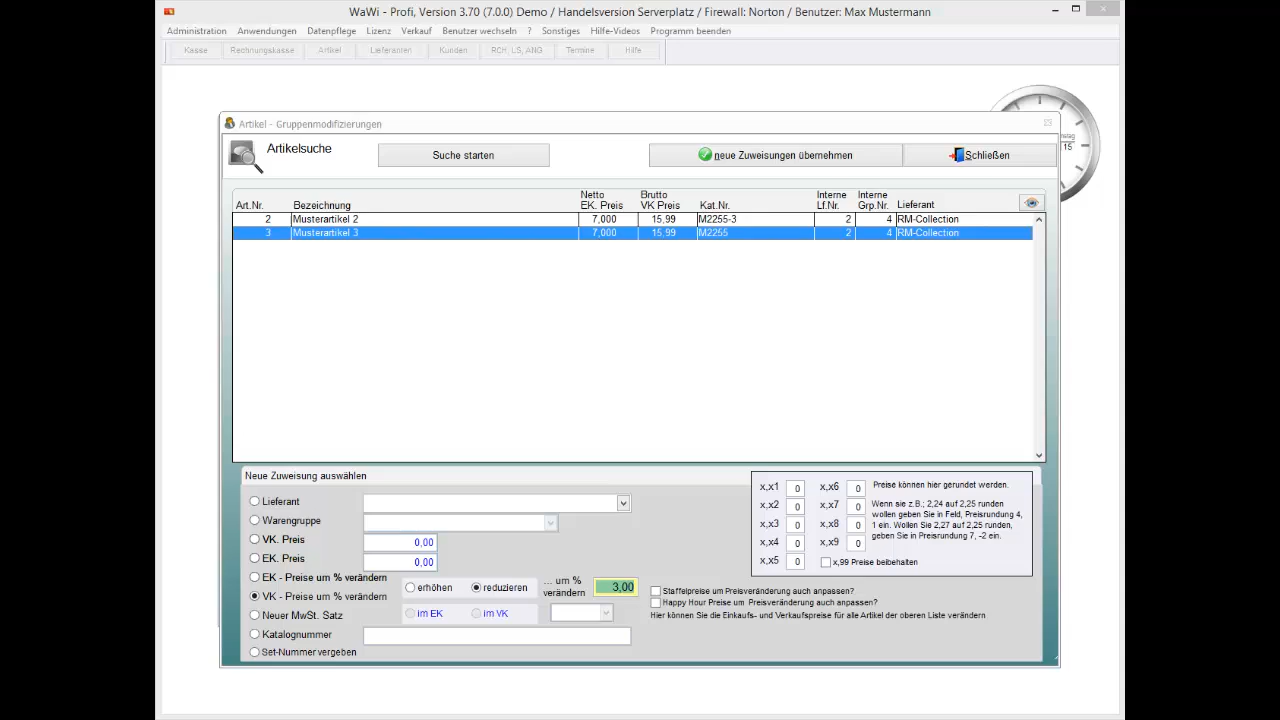 WaWi - Profi, Version 3.70 (7.0.0) Demo / Handelsvision Serverplatz / Firewall: Norton / Benutzer: Max Mustermann
Administration Anwendungen Datenpflege Lizenz Verkauf Benutzer wechseln ? Sonstiges Hilfe-Videos Programm beenden
Kasse Rechnungskasse Artikel Lieferanten Kunden RCH, LS, ANG Termine Hilfe
Artikel - Gruppenmodifizierungen
15
Artikelsuche Suche starten neue Zuweisungen übernehmen Schließen
Netto Brutto Interne Interne
Art.Nr. Bezeichnung EK. Preis VK Preis Kat.Nr. Lf.Nr. Grp.Nr. Lieferant
2 Musterartikel 2 7,000 15,99 M2255-3 2 4 RM-Collection
3 Musterartikel 3 7,000 15,99 M2255 2 4 RM-Collection
Neue Zuweisung auswählen
Lieferant
Warengruppe
VK. Preis 0,00
EK. Preis 0,00
EK - Preise um % verändern
VK - Preise um % verändern
erhöhen reduzieren ... um % verändern 3,00
Neuer MwSt. Satz im EK im VK
Katalognummer
Set-Nummer vergeben
x,x1 0 x,x6 0
x,x2 0 x,x7 0
x,x3 0 x,x8 0
x,x4 0 x,x9 0
x,x5 0
Preise können hier gerundet werden.
Wenn sie z.B.; 2,24 auf 2,25 runden
wollen geben Sie in Feld, Preisrundung 4,
1 ein. Wollen Sie 2,27 auf 2,25 runden,
geben Sie in Preisrundung 7, -2 ein.
x,99 Preise beibehalten
Staffelpreise um Preisveränderung auch anpassen?
Happy Hour Preise um Preisveränderung auch anpassen?
Hier können Sie die Einkaufs- und Verkaufspreise für alle Artikel der oberen Liste verändern